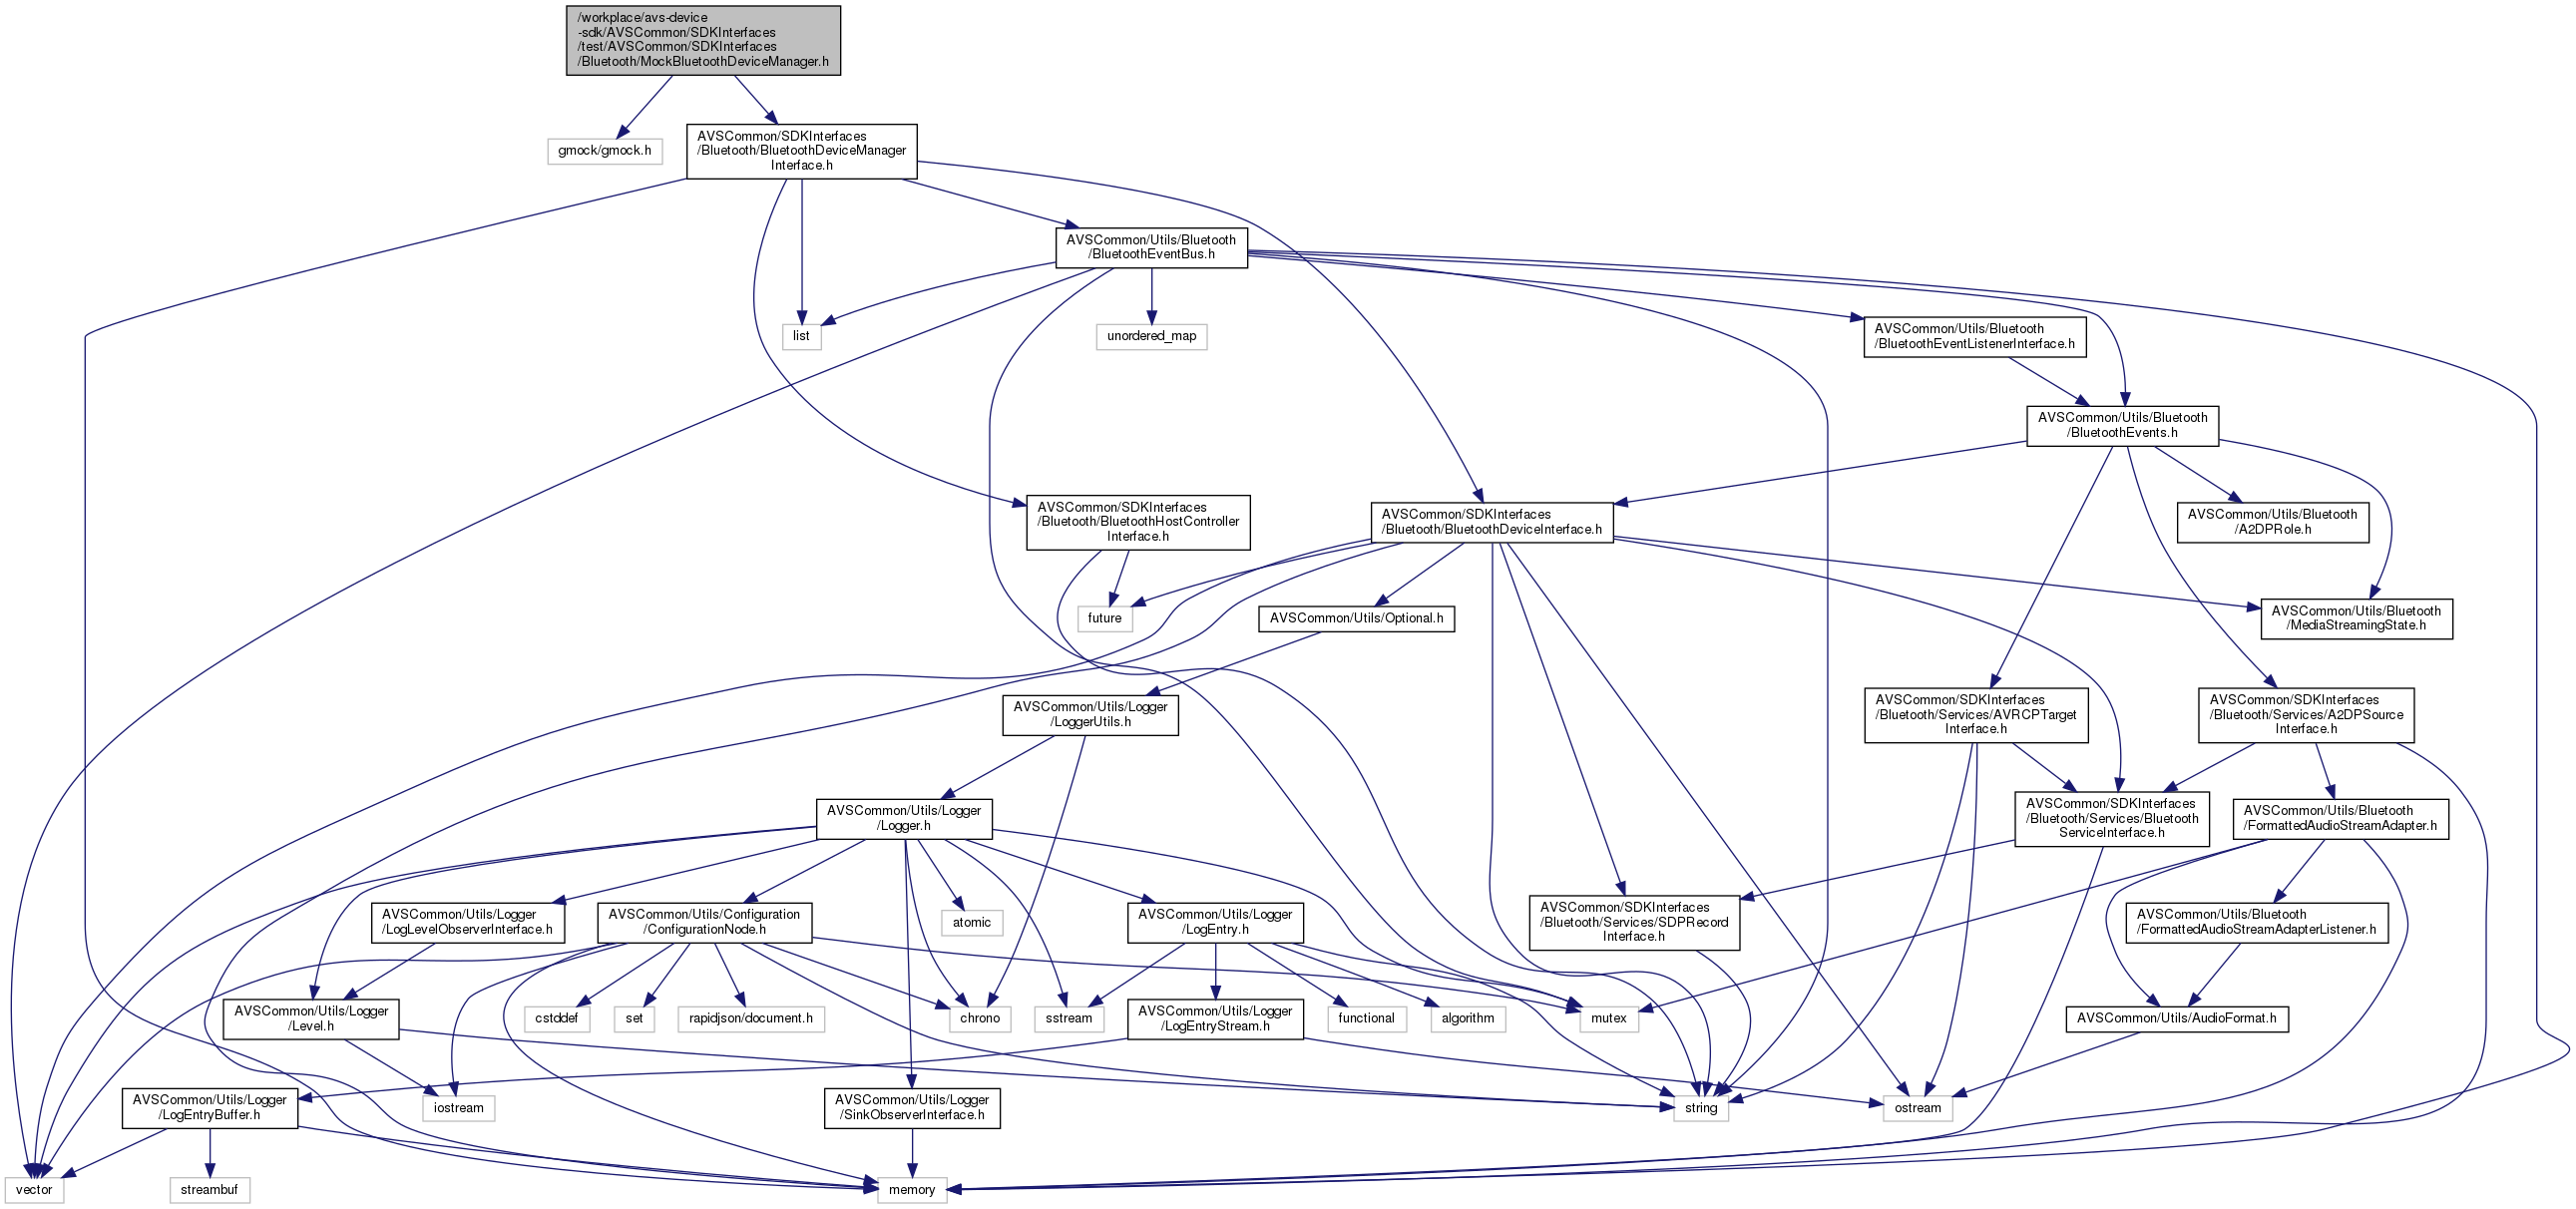 /workplace/avs-device
-sdk/AVSCommon/SDKInterfaces
/test/AVSCommon/SDKInterfaces
/Bluetooth/MockBluetoothDeviceManager.h
gmock/gmock.h
AVSCommon/SDKInterfaces
/Bluetooth/BluetoothDeviceManager
Interface.h
AVSCommon/Utils/Bluetooth
/BluetoothEventBus.h
list
unordered_map
AVSCommon/Utils/Bluetooth
/BluetoothEventListenerInterface.h
AVSCommon/Utils/Bluetooth
/BluetoothEvents.h
AVSCommon/SDKInterfaces
/Bluetooth/BluetoothHostController
Interface.h
AVSCommon/SDKInterfaces
/Bluetooth/BluetoothDeviceInterface.h
AVSCommon/Utils/Bluetooth
/A2DPRole.h
future
AVSCommon/Utils/Optional.h
AVSCommon/Utils/Bluetooth
/MediaStreamingState.h
AVSCommon/Utils/Logger
/LoggerUtils.h
AVSCommon/SDKInterfaces
/Bluetooth/Services/AVRCPTarget
Interface.h
AVSCommon/SDKInterfaces
/Bluetooth/Services/A2DPSource
Interface.h
AVSCommon/Utils/Logger
/Logger.h
AVSCommon/SDKInterfaces
/Bluetooth/Services/Bluetooth
ServiceInterface.h
AVSCommon/Utils/Bluetooth
/FormattedAudioStreamAdapter.h
AVSCommon/Utils/Logger
/LogLevelObserverInterface.h
AVSCommon/Utils/Configuration
/ConfigurationNode.h
atomic
AVSCommon/Utils/Logger
/LogEntry.h
AVSCommon/SDKInterfaces
/Bluetooth/Services/SDPRecord
Interface.h
AVSCommon/Utils/Bluetooth
/FormattedAudioStreamAdapterListener.h
AVSCommon/Utils/Logger
/Level.h
cstddef
set
rapidjson/document.h
chrono
sstream
AVSCommon/Utils/Logger
/LogEntryStream.h
functional
algorithm
mutex
AVSCommon/Utils/AudioFormat.h
AVSCommon/Utils/Logger
/LogEntryBuffer.h
iostream
AVSCommon/Utils/Logger
/SinkObserverInterface.h
string
ostream
vector
streambuf
memory